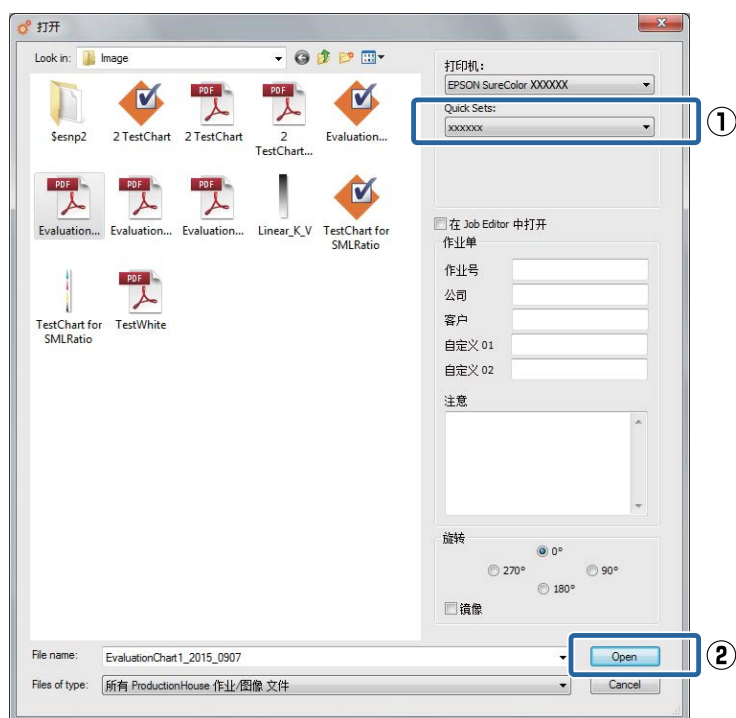 打开
Look in:
Image
打印机：
EPSON SureColor XXXXXX
Quick Sets:
xxxxxx
①
$esnp2
2 TestChart
PDF
2 TestChart
PDF
2
TestChart...
Evaluation...
PDF
Evaluation...
PDF
Evaluation...
PDF
Evaluation...
Linear_K_V
TestChart for
SMLRatio
TestChart for
SMLRatio
PDF
TestWhite
在 Job Editor 中打开
作业单
作业号
公司
客户
自定义 01
自定义 02
注意
旋转
0°
270°
90°
180°
镜像
File name:
EvaluationChart1_2015_0907
Open
②
Files of type:
所有 ProductionHouse 作业/图像 文件
Cancel